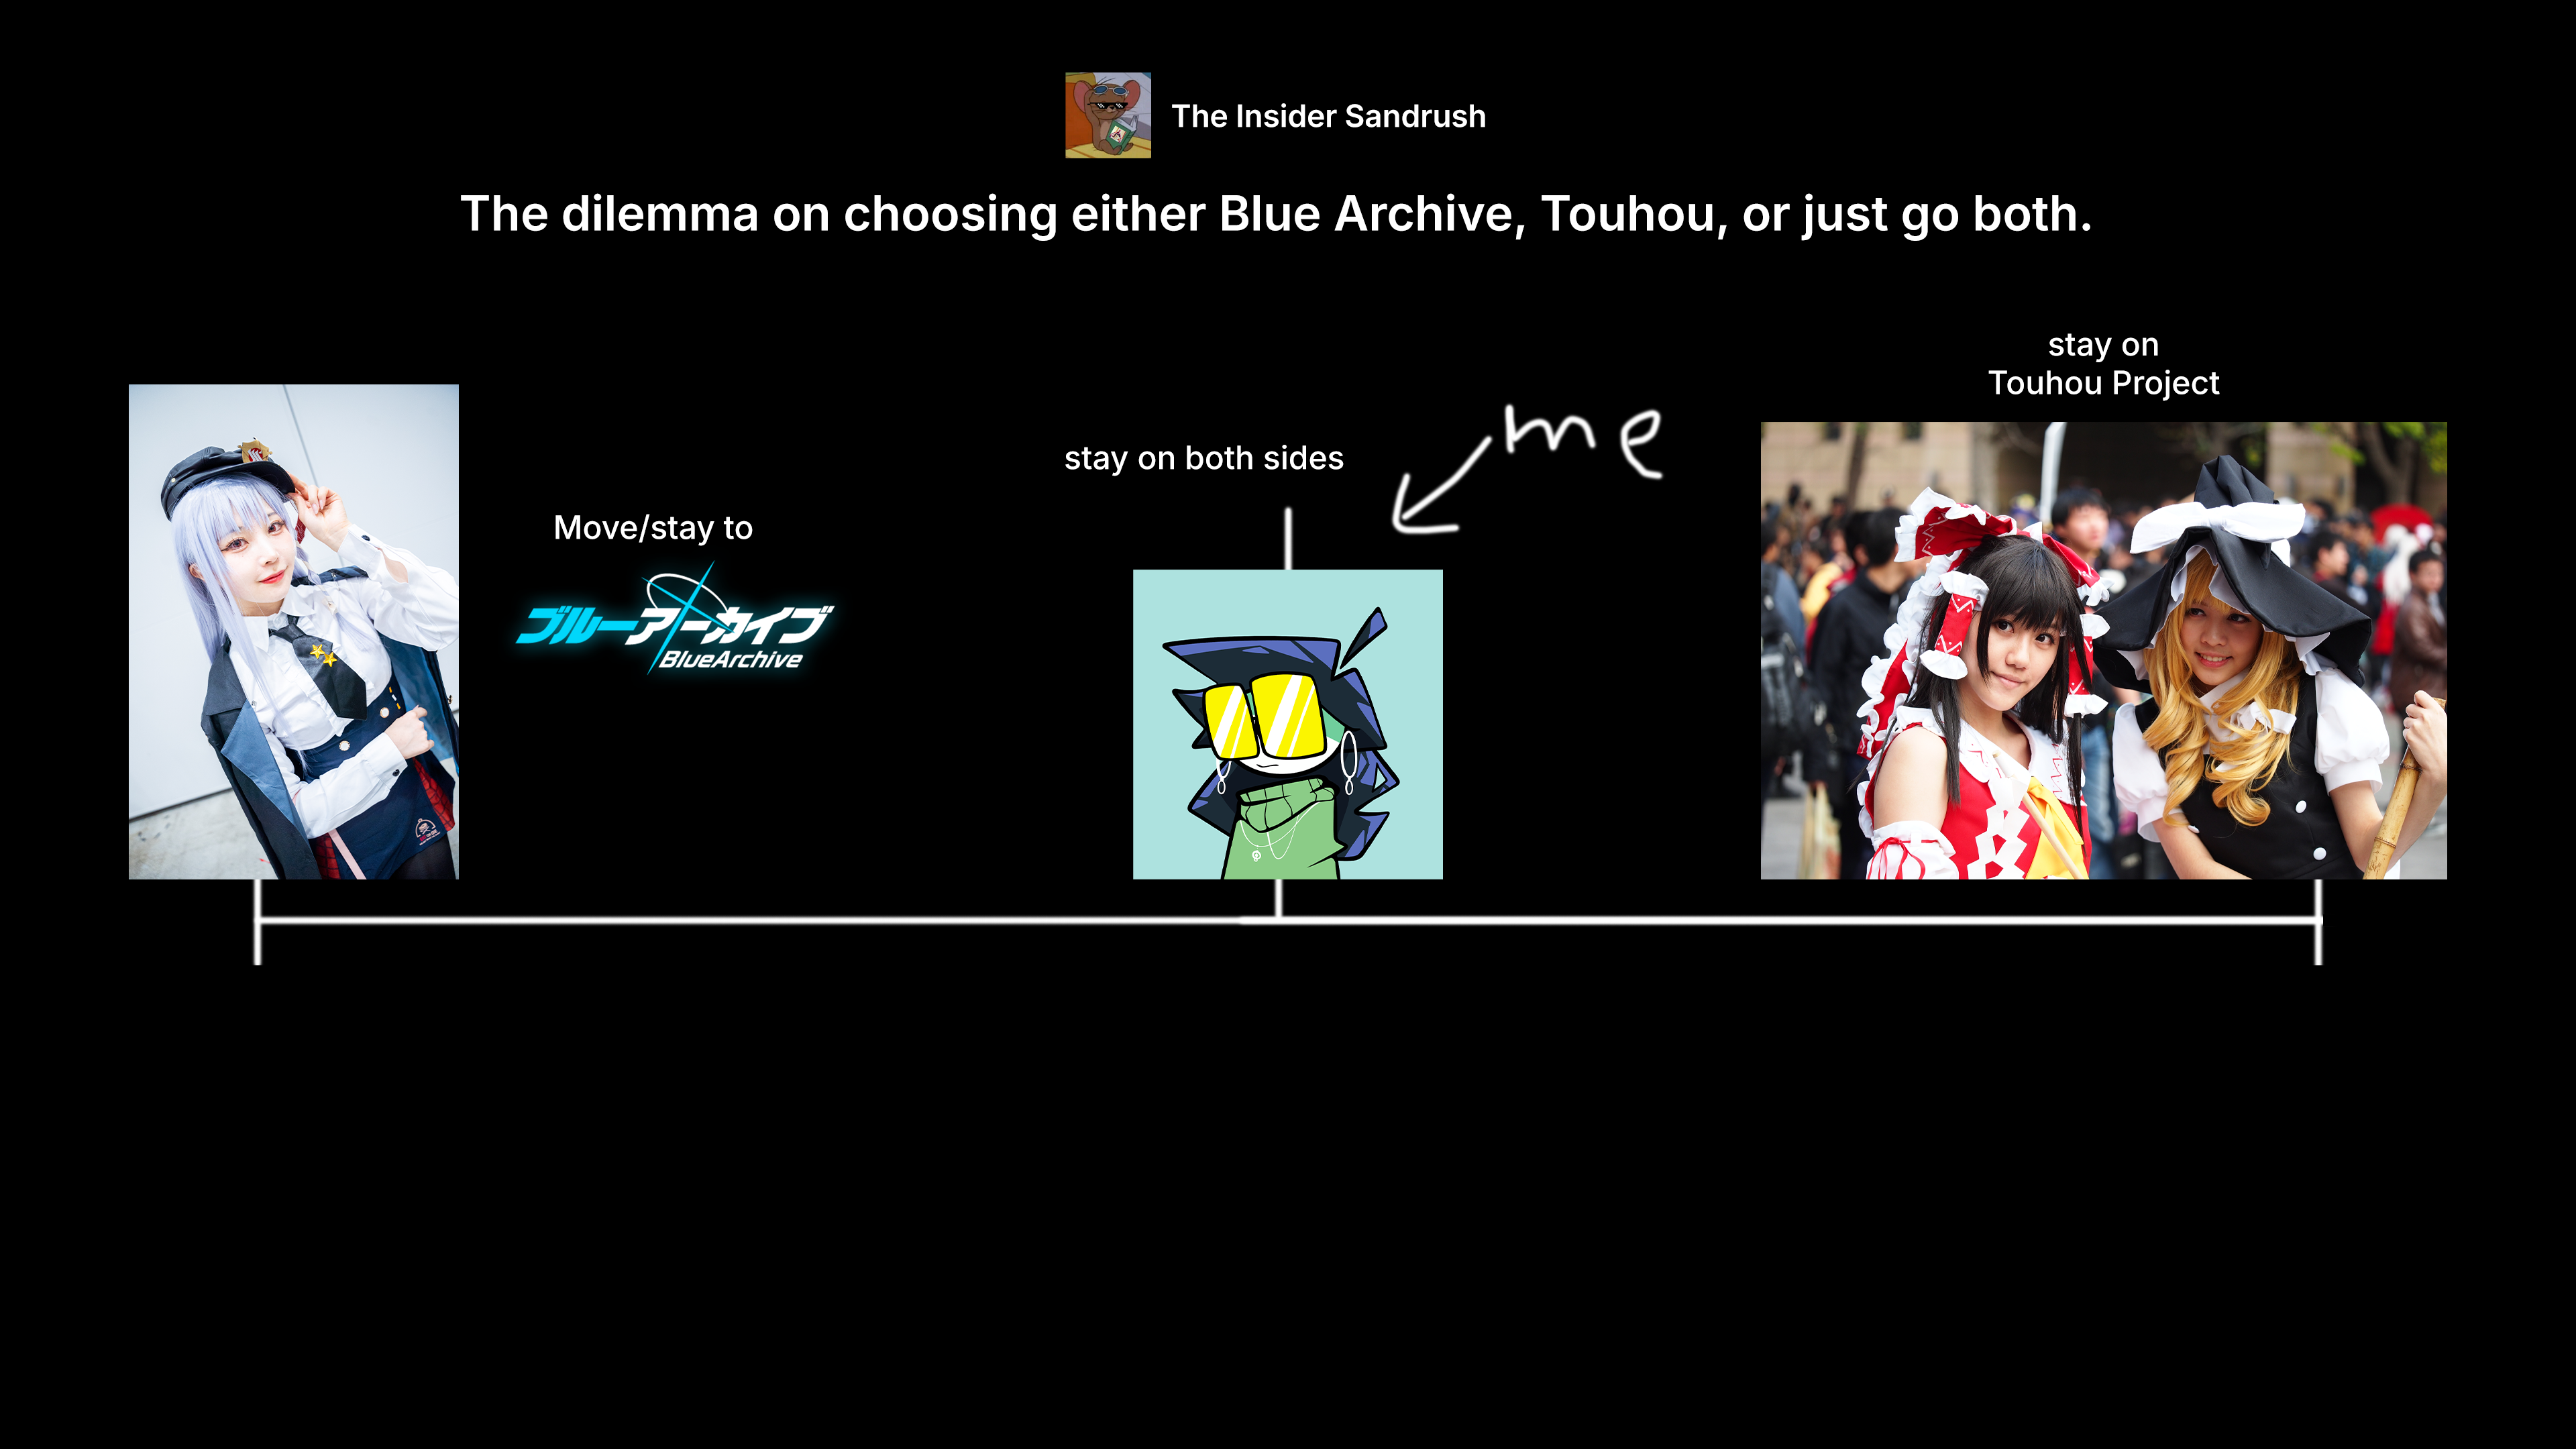 The Insider Sandrush
The dilemma on choosing either Blue Archive, Touhou, or just go both.
Move/stay to
ブルーアーカイブ
BlueArchive
stay on both sides
me
stay on
Touhou Project